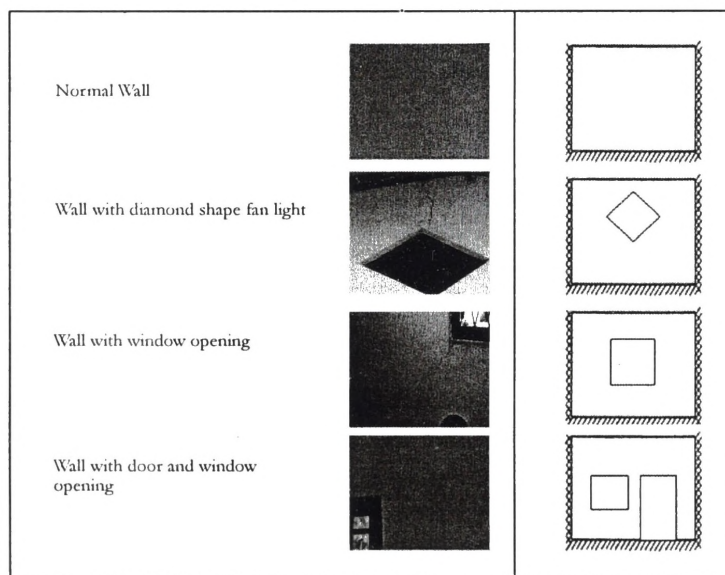 Normal Wall
Wall with diamond shape fan light
Wall with window opening
Wall with door and window
opening